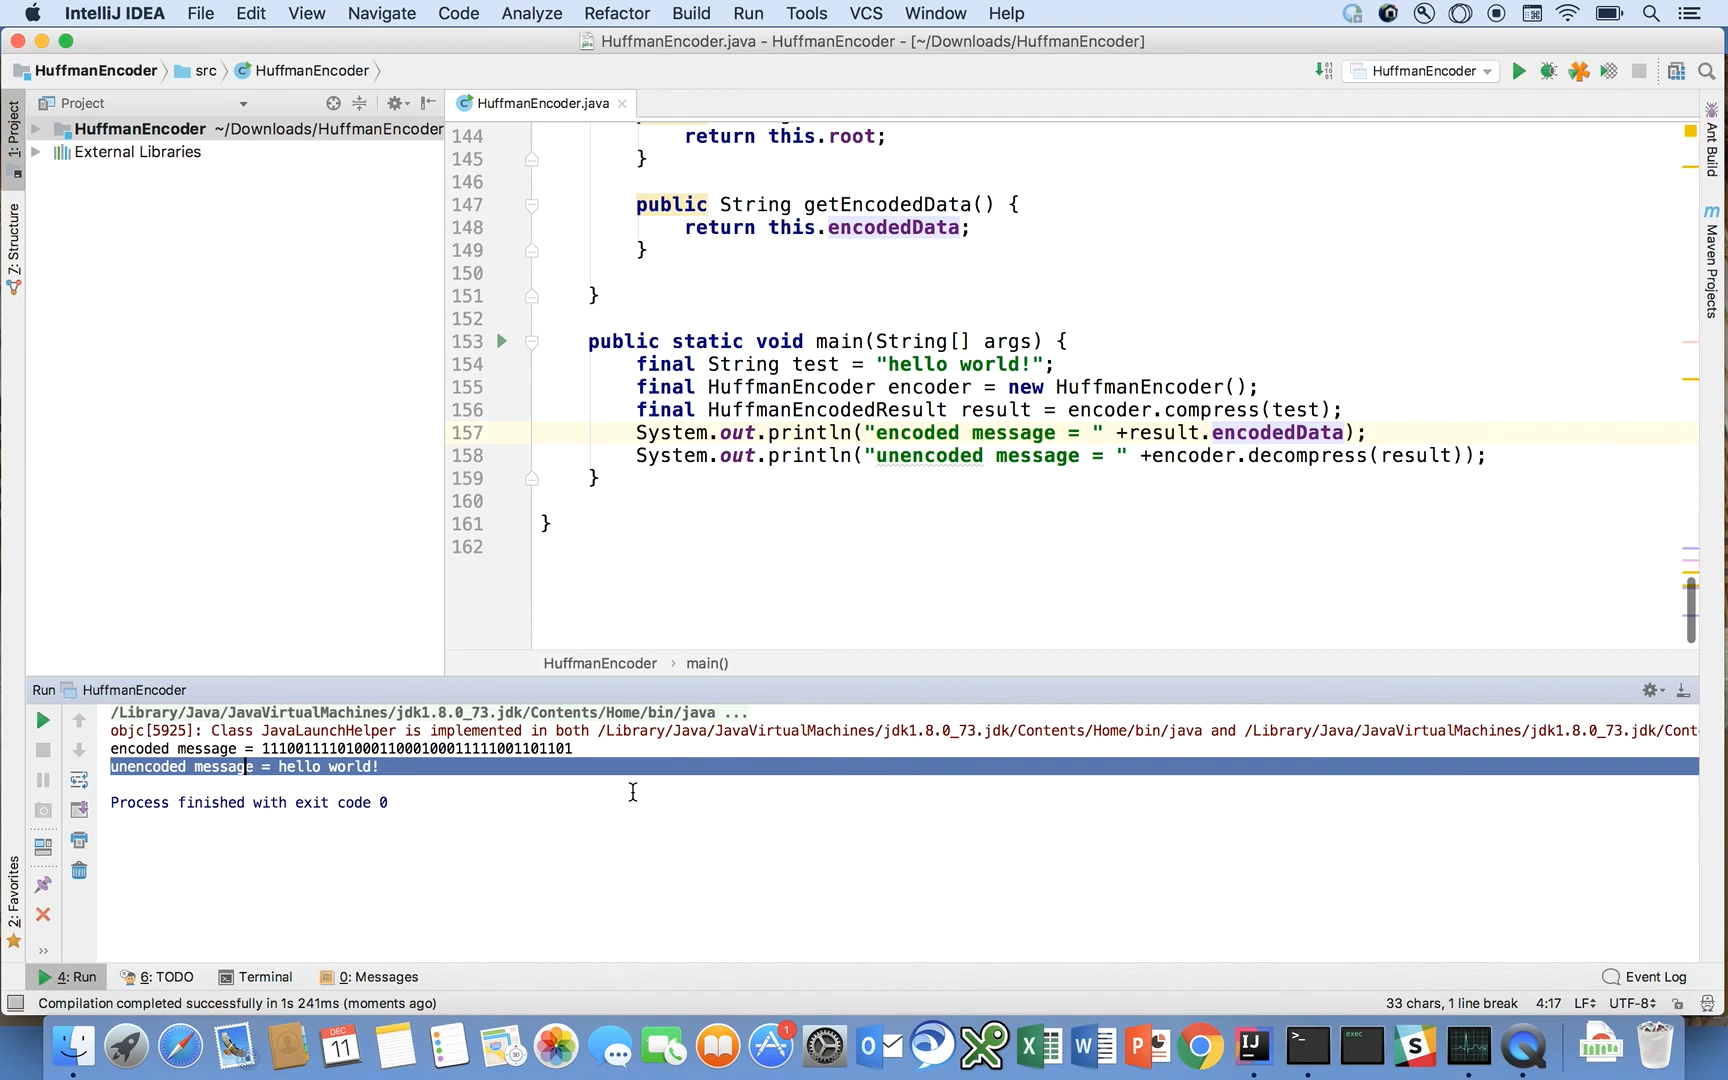 IntelliJ IDEA File Edit View Navigate Code Analyze Refactor Build Run Tools VCS Window Help
HuffmanEncoder.java - HuffmanEncoder - [~/Downloads/HuffmanEncoder]
HuffmanEncoder src HuffmanEncoder HuffmanEncoder
Project HuffmanEncoder.java
1: Project
7: Structure
2: Favorites
HuffmanEncoder ~/Downloads/HuffmanEncoder
External Libraries
144 return this.root;
145 }
146
147 public String getEncodedData() {
148 return this.encodedData;
149 }
150
151 }
152
153 public static void main(String[] args) {
154 final String test = "hello world!";
155 final HuffmanEncoder encoder = new HuffmanEncoder();
156 final HuffmanEncodedResult result = encoder.compress(test);
157 System.out.println("encoded message = " +result.encodedData);
158 System.out.println("unencoded message = " +encoder.decompress(result));
159 }
160
161 }
162
Ant Build
Maven Projects
HuffmanEncoder › main()
Run HuffmanEncoder
/Library/Java/JavaVirtualMachines/jdk1.8.0_73.jdk/Contents/Home/bin/java ...
objc[5925]: Class JavaLaunchHelper is implemented in both /Library/Java/JavaVirtualMachines/jdk1.8.0_73.jdk/Contents/Home/bin/java and /Library/Java/JavaVirtualMachines/jdk1.8.0_73.jdk/Cont
encoded message = 1110011110100011000100011111001101101
unencoded message = hello world!
Process finished with exit code 0
4: Run 6: TODO Terminal 0: Messages Event Log
Compilation completed successfully in 1s 241ms (moments ago) 33 chars, 1 line break 4:17 LF UTF-8
DEC
11
1
IJ
exec